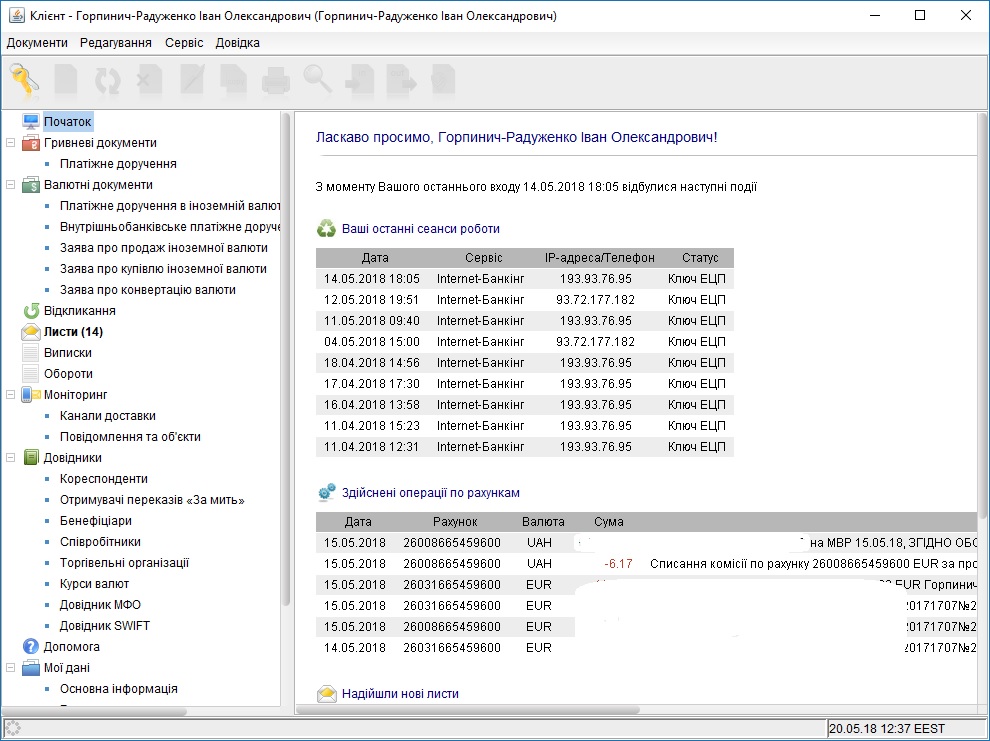 Клієнт - Горпинич-Радуженко Іван Олександрович (Горпинич-Радуженко Іван Олександрович)
Документи Редагування Сервіс Довідка
Початок
Гривневі документи
Платіжне доручення
Валютні документи
Платіжне доручення в іноземній валют
Внутрішньобанківське платіжне доруче
Заява про продаж іноземної валюти
Заява про купівлю іноземної валюти
Заява про конвертацію валюти
Відкликання
Листи (14)
Виписки
Обороти
Моніторинг
Канали доставки
Повідомлення та об'єкти
Довідники
Кореспонденти
Отримувачі переказів «За мить»
Бенефіціари
Співробітники
Торгівельні організації
Курси валют
Довідник МФО
Довідник SWIFT
Допомога
Мої дані
Основна інформація
Ласкаво просимо, Горпинич-Радуженко Іван Олександрович!
З моменту Вашого останнього входу 14.05.2018 18:05 відбулися наступні події
Ваші останні сеанси роботи
Дата Сервіс IP-адреса/Телефон Статус
14.05.2018 18:05 Internet-Банкінг 193.93.76.95 Ключ ЕЦП
12.05.2018 19:51 Internet-Банкінг 93.72.177.182 Ключ ЕЦП
11.05.2018 09:40 Internet-Банкінг 193.93.76.95 Ключ ЕЦП
04.05.2018 15:00 Internet-Банкінг 93.72.177.182 Ключ ЕЦП
18.04.2018 14:56 Internet-Банкінг 193.93.76.95 Ключ ЕЦП
17.04.2018 17:30 Internet-Банкінг 193.93.76.95 Ключ ЕЦП
16.04.2018 13:58 Internet-Банкінг 193.93.76.95 Ключ ЕЦП
11.04.2018 15:23 Internet-Банкінг 193.93.76.95 Ключ ЕЦП
11.04.2018 12:31 Internet-Банкінг 193.93.76.95 Ключ ЕЦП
Здійснені операції по рахункам
Дата Рахунок Валюта Сума
15.05.2018 26008665459600 UAH на МВР 15.05.18, ЗГІДНО ОБО
15.05.2018 26008665459600 UAH -6.17 Списання комісії по рахунку 26008665459600 EUR за про
15.05.2018 26031665459600 EUR EUR Горпинич
15.05.2018 26031665459600 EUR 20171707№2
15.05.2018 26031665459600 EUR 20171707№2
14.05.2018 26031665459600 EUR 20171707№2
Надійшли нові листи
20.05.18 12:37 EEST